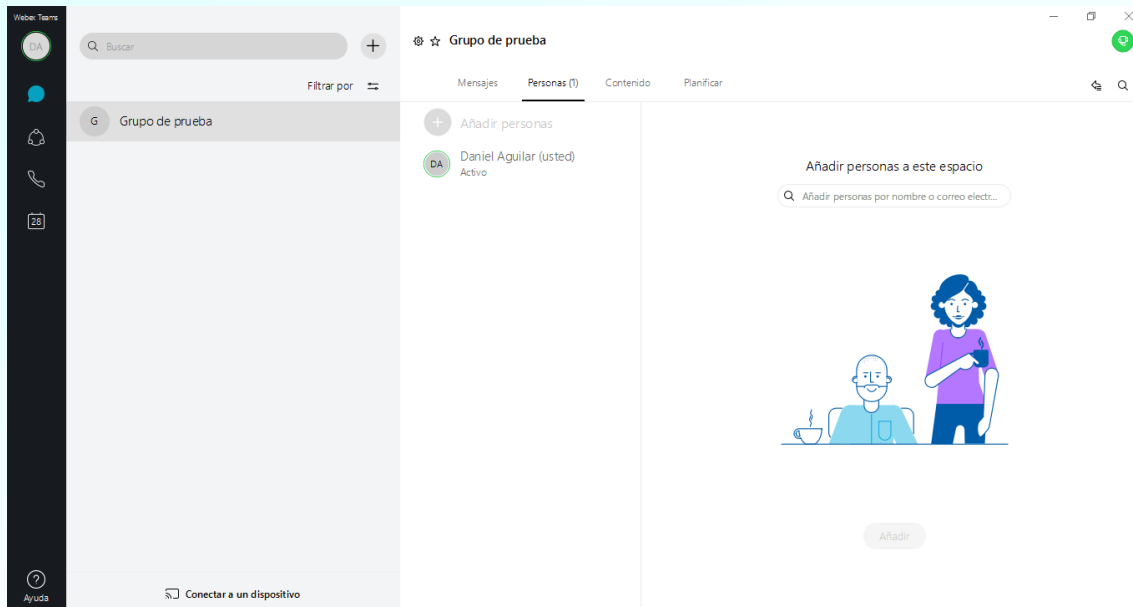 Webex Teams
DA
Buscar
Filtrar por
G Grupo de prueba
28
Ayuda
Conectar a un dispositivo
Grupo de prueba
Mensajes Personas (1) Contenido Planificar
Añadir personas
DA Daniel Aguilar (usted)
Activo
Añadir personas a este espacio
Añadir personas por nombre o correo electr...
Añadir